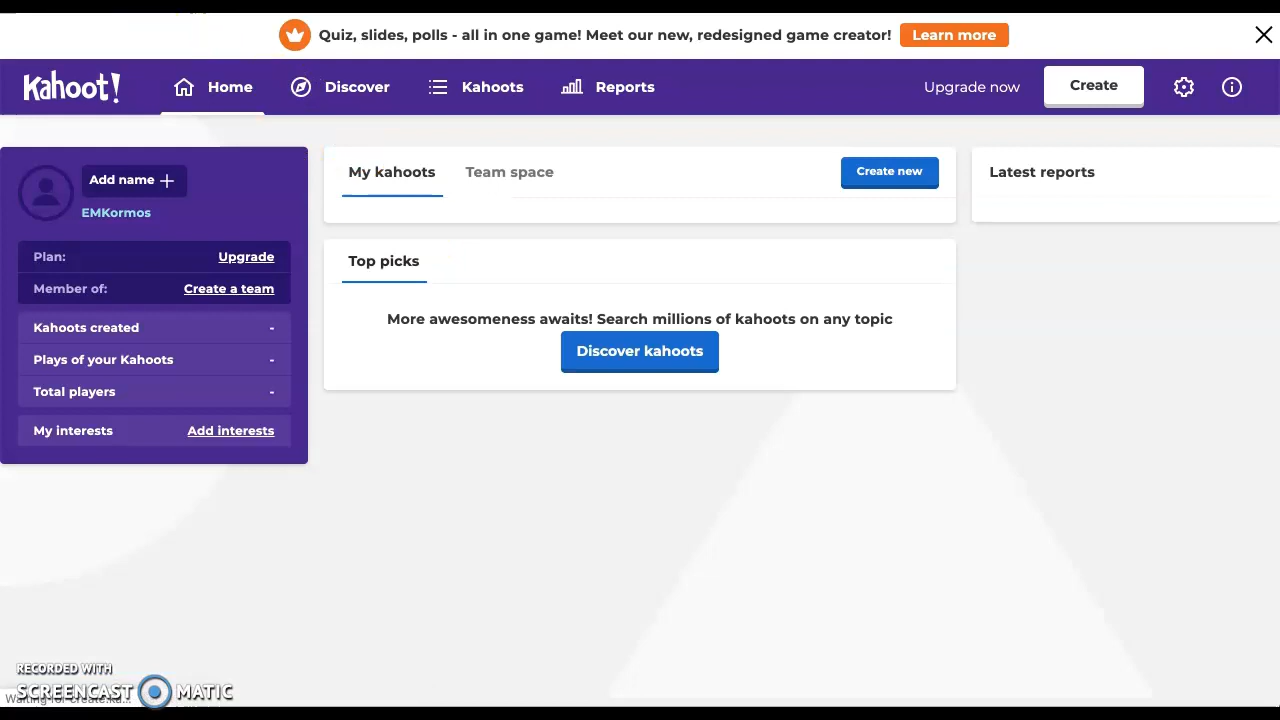 Quiz, slides, polls - all in one game! Meet our new, redesigned game creator! Learn more
Kahoot! Home Discover Kahoots Reports Upgrade now Create
Add name
EMKormos
Plan: Upgrade
Member of: Create a team
Kahoots created -
Plays of your Kahoots -
Total players -
My interests Add interests
My kahoots Team space Create new
Top picks
More awesomeness awaits! Search millions of kahoots on any topic
Discover kahoots
Latest reports
RECORDED WITH
SCREENCAST MATIC